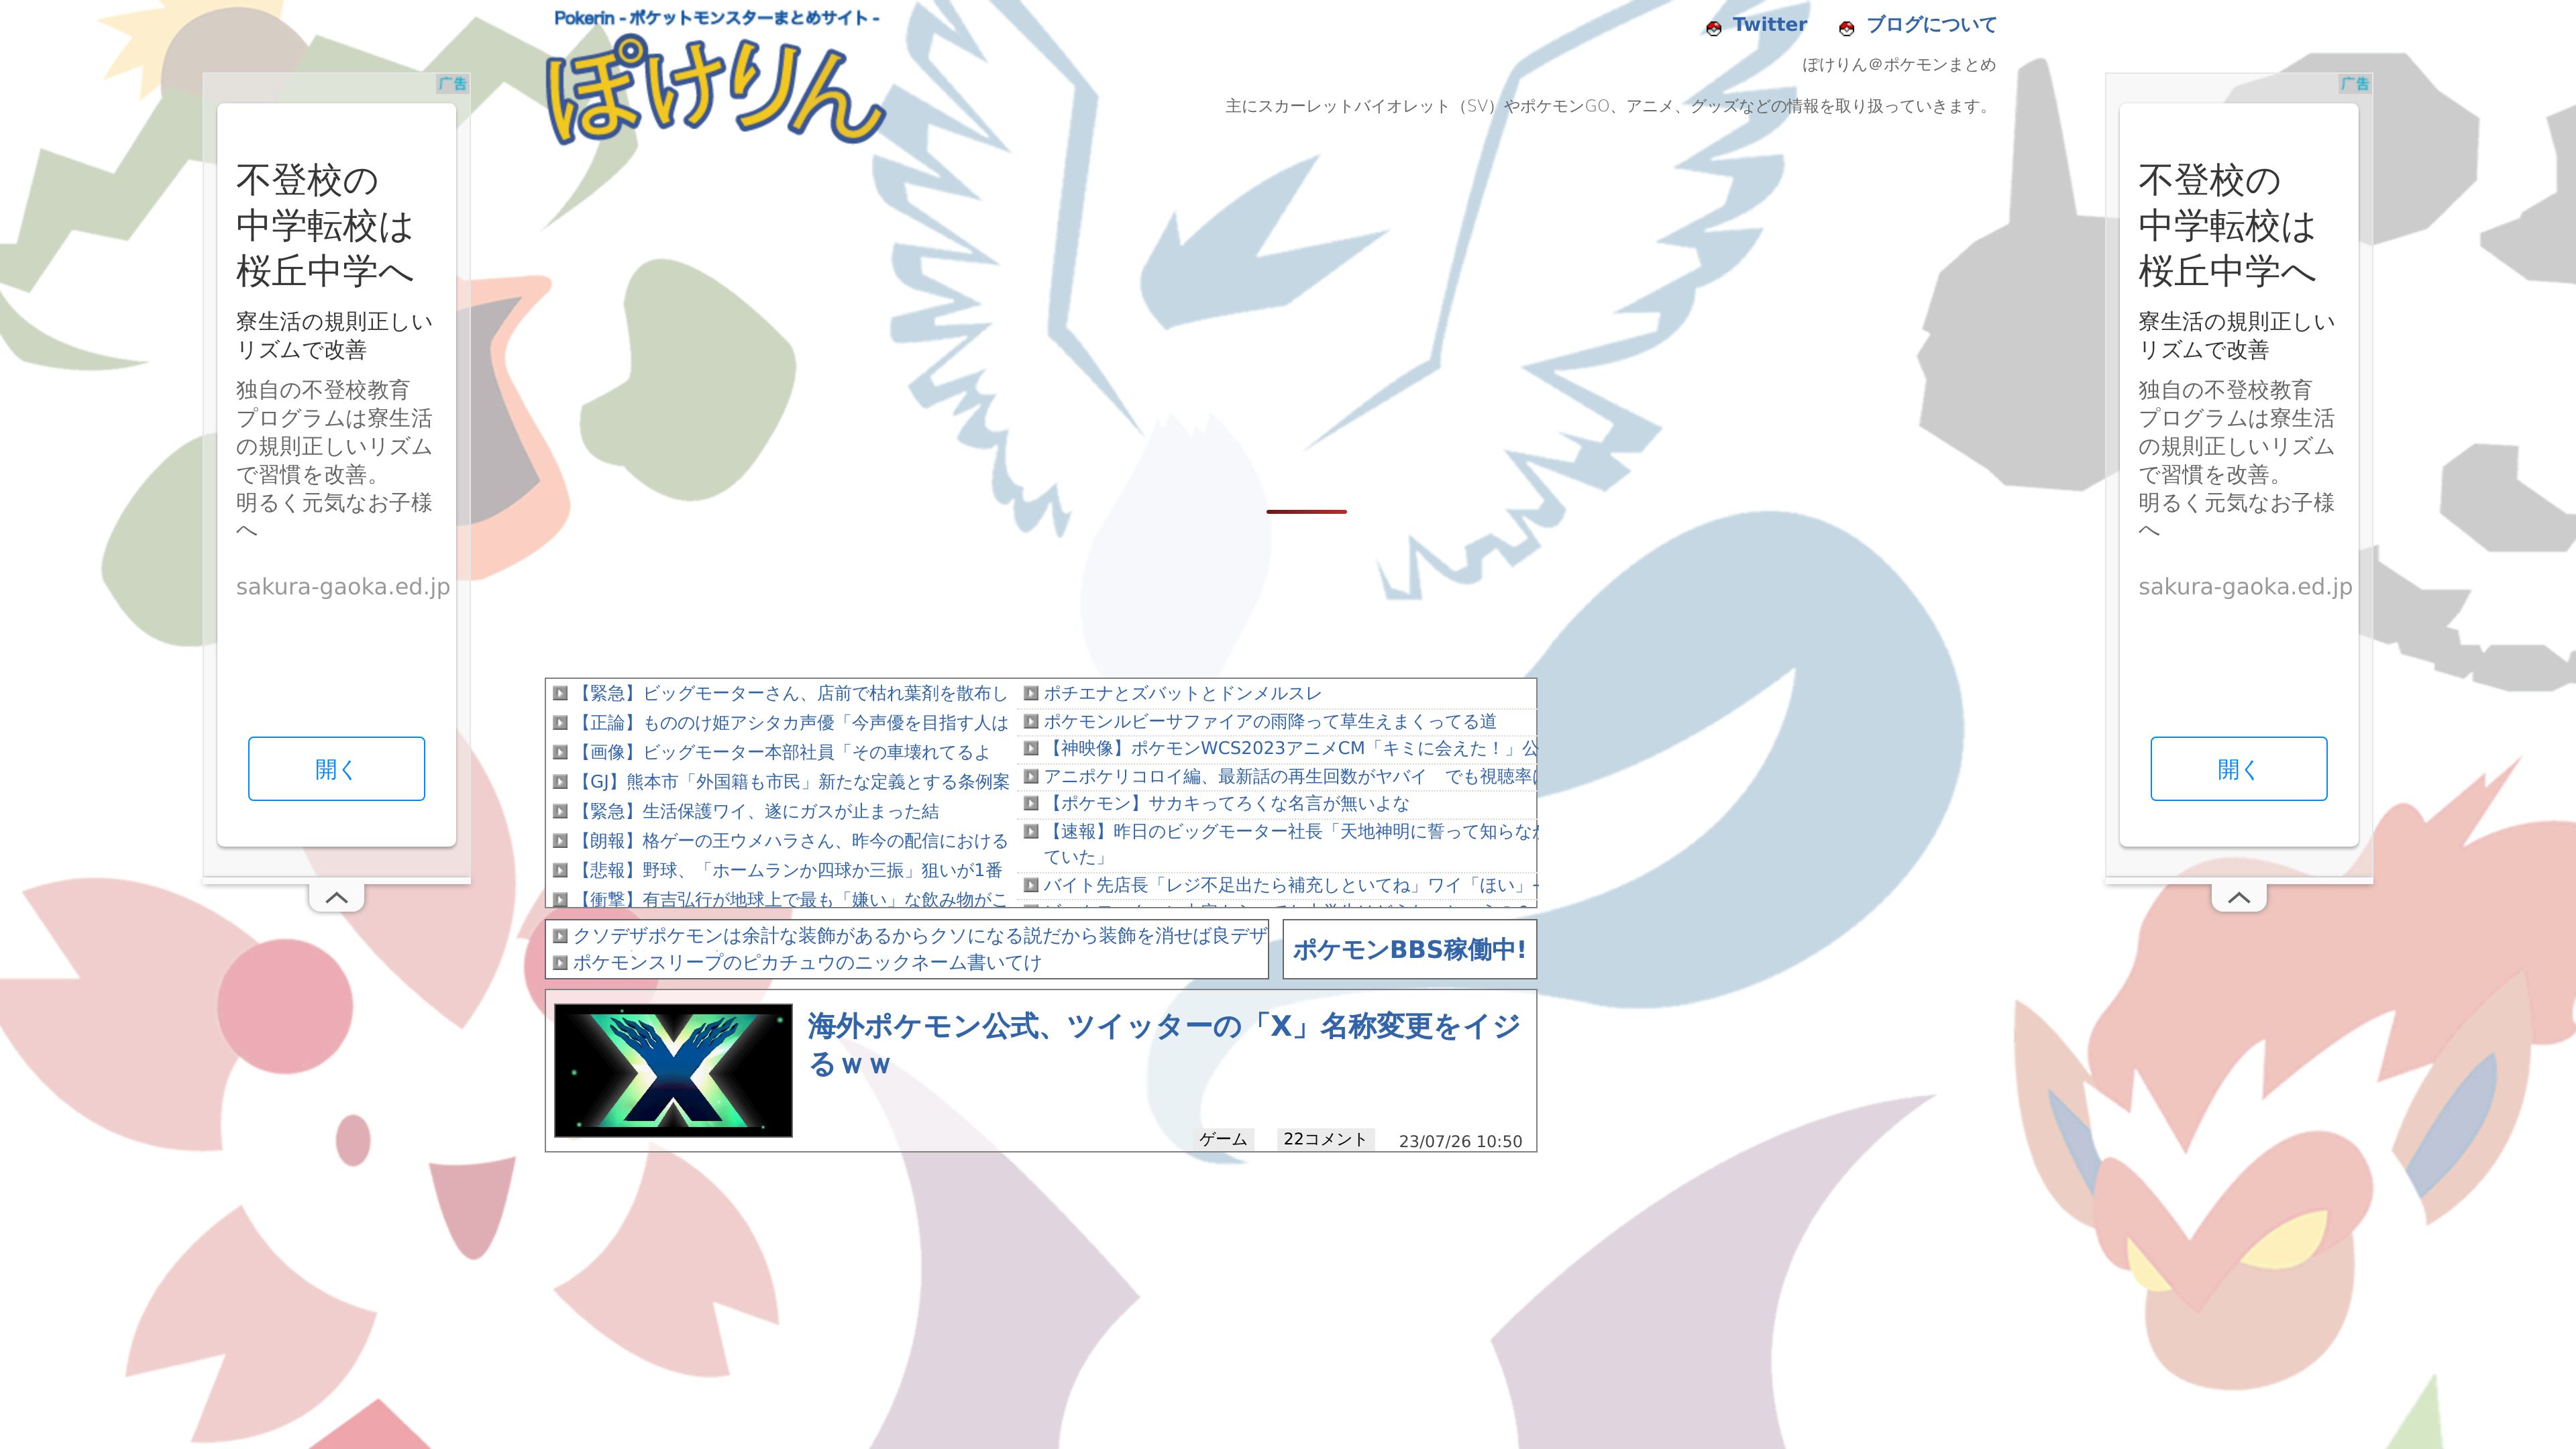 Pokerin - ポケットモンスターまとめサイト -
ぽけりん
Twitter
ブログについて
ぽけりん＠ポケモンまとめ
主にスカーレットバイオレット（SV）やポケモンGO、アニメ、グッズなどの情報を取り扱っていきます。
广告
不登校の
中学転校は
桜丘中学へ
寮生活の規則正しい
リズムで改善
独自の不登校教育
プログラムは寮生活
の規則正しいリズム
で習慣を改善。
明るく元気なお子様
へ
sakura-gaoka.ed.jp
開く
【緊急】ビッグモーターさん、店前で枯れ葉剤を散布し
【正論】もののけ姫アシタカ声優「今声優を目指す人は
【画像】ビッグモーター本部社員「その車壊れてるよ
【GJ】熊本市「外国籍も市民」新たな定義とする条例案
【緊急】生活保護ワイ、遂にガスが止まった結
【朗報】格ゲーの王ウメハラさん、昨今の配信における
【悲報】野球、「ホームランか四球か三振」狙いが1番
【衝撃】有吉弘行が地球上で最も「嫌い」な飲み物がこ
ポチエナとズバットとドンメルスレ
ポケモンルビーサファイアの雨降って草生えまくってる道
【神映像】ポケモンWCS2023アニメCM「キミに会えた！」公
アニポケリコロイ編、最新話の再生回数がヤバイ　でも視聴率は
【ポケモン】サカキってろくな名言が無いよな
【速報】昨日のビッグモーター社長「天地神明に誓って知らなか
ていた」
バイト先店長「レジ不足出たら補充しといてね」ワイ「ほい」
クソデザポケモンは余計な装飾があるからクソになる説だから装飾を消せば良デザ
ポケモンスリープのピカチュウのニックネーム書いてけ
ポケモンBBS稼働中!
海外ポケモン公式、ツイッターの「X」名称変更をイジ
るｗｗ
ゲーム
22コメント
23/07/26 10:50
广告
不登校の
中学転校は
桜丘中学へ
寮生活の規則正しい
リズムで改善
独自の不登校教育
プログラムは寮生活
の規則正しいリズム
で習慣を改善。
明るく元気なお子様
へ
sakura-gaoka.ed.jp
開く